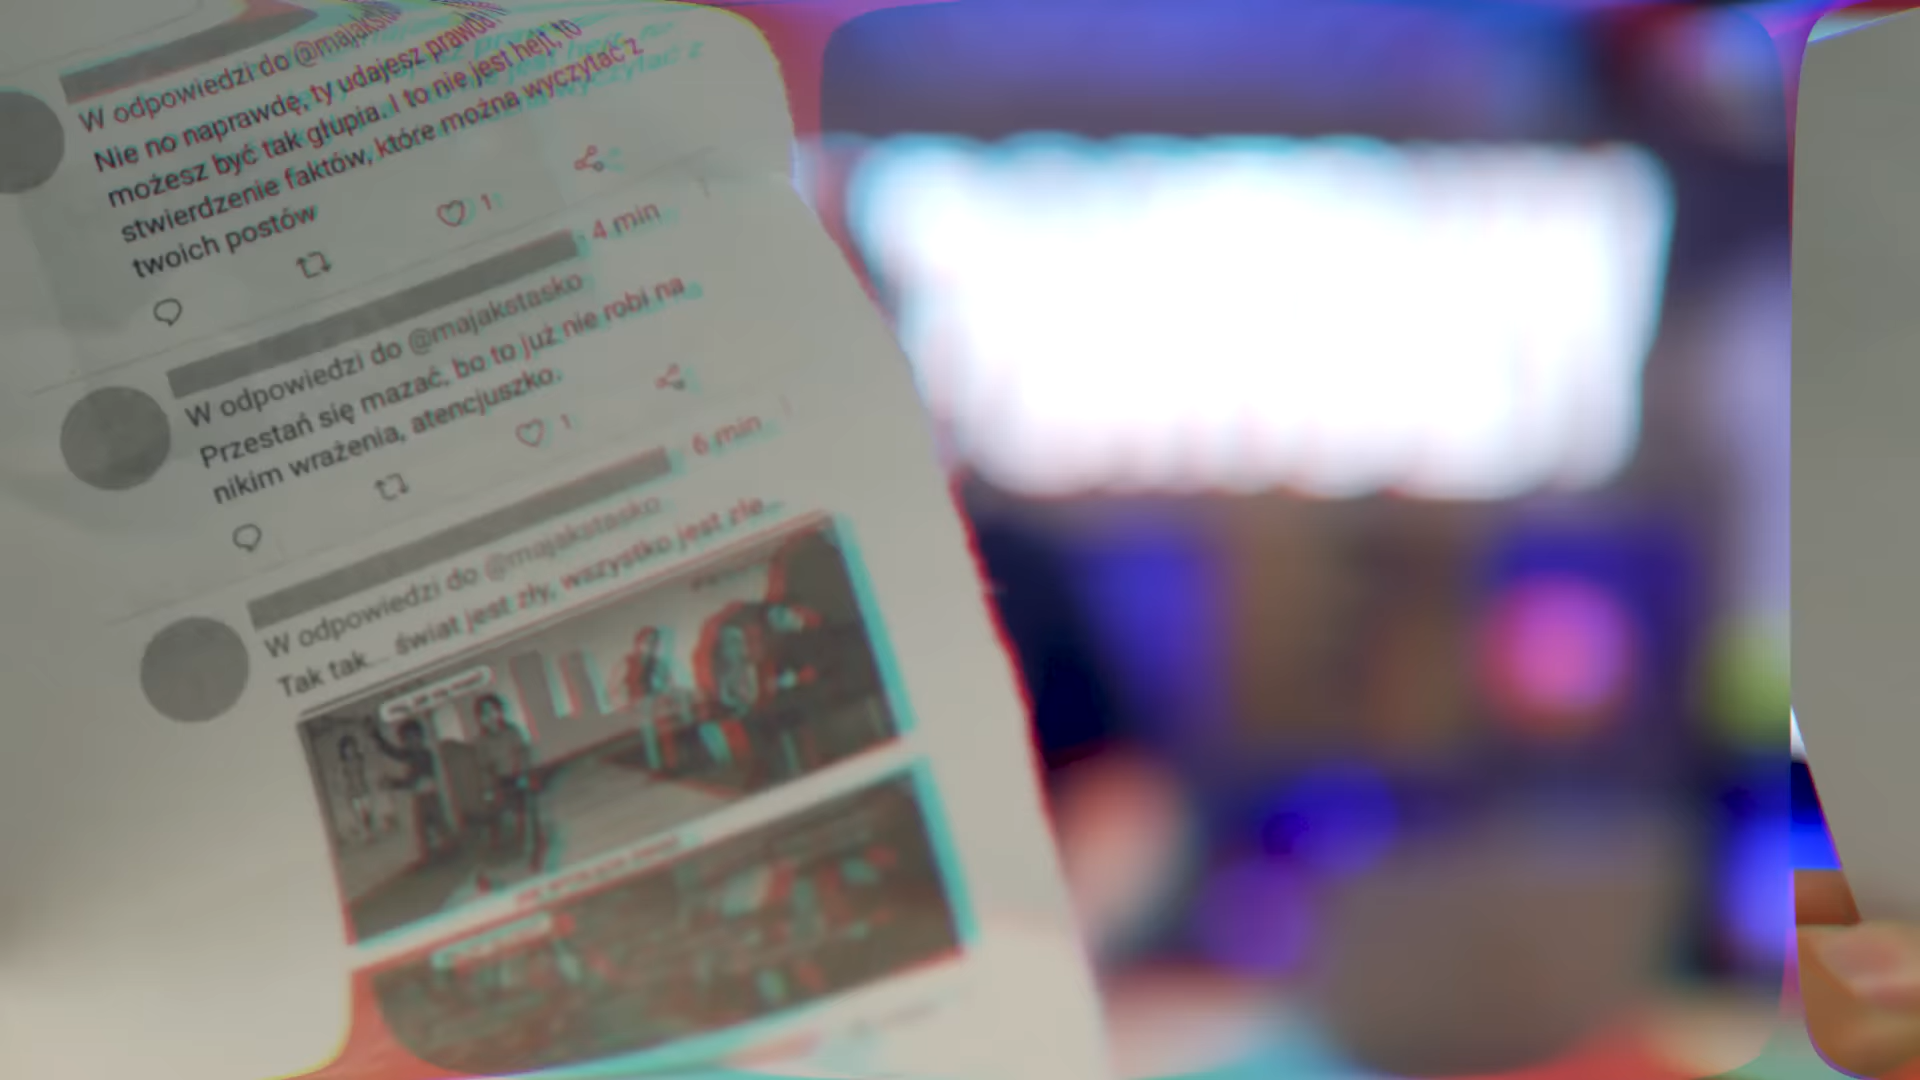 W odpowiedzi do @majakstasko
Nie no naprawdę, ty udajesz prawda?
możesz być tak głupia. I to nie jest hejt, to
stwierdzenie faktów, które można wyczytać z
twoich postów
1
4 min
W odpowiedzi do @majakstasko
Przestań się mazać, bo to już nie robi na
nikim wrażenia, atencjuszko.
1
6 min
W odpowiedzi do @majakstasko
Tak tak... świat jest zły, wszystko jest złe...